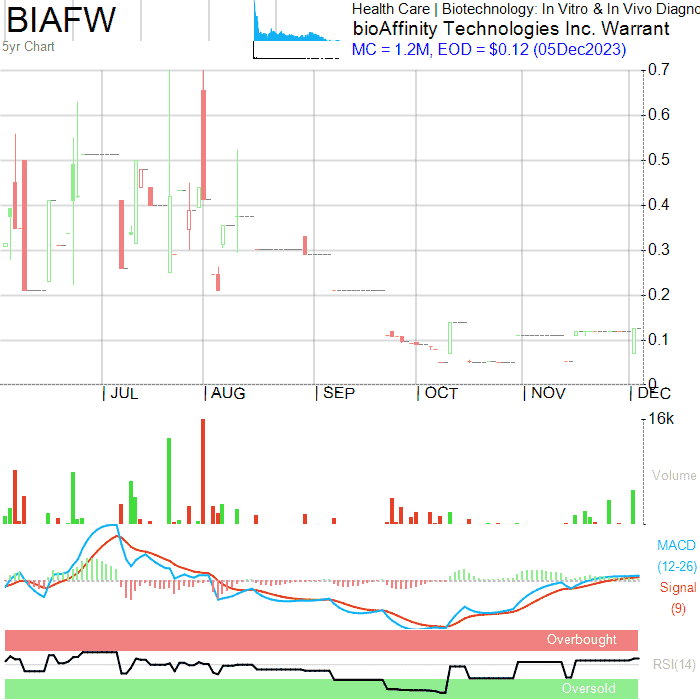 BIAFW
5yr Chart
Health Care | Biotechnology: In Vitro & In Vivo Diagno
bioAffinity Technologies Inc. Warrant
MC = 1.2M, EOD = $0.12 (05Dec2023)
0.7
0.6
0.5
0.4
0.3
0.2
0.1
0
JUL
AUG
SEP
OCT
NOV
DEC
16k
Volume
MACD
(12-26)
Signal
(9)
Overbought
RSI(14)
Oversold